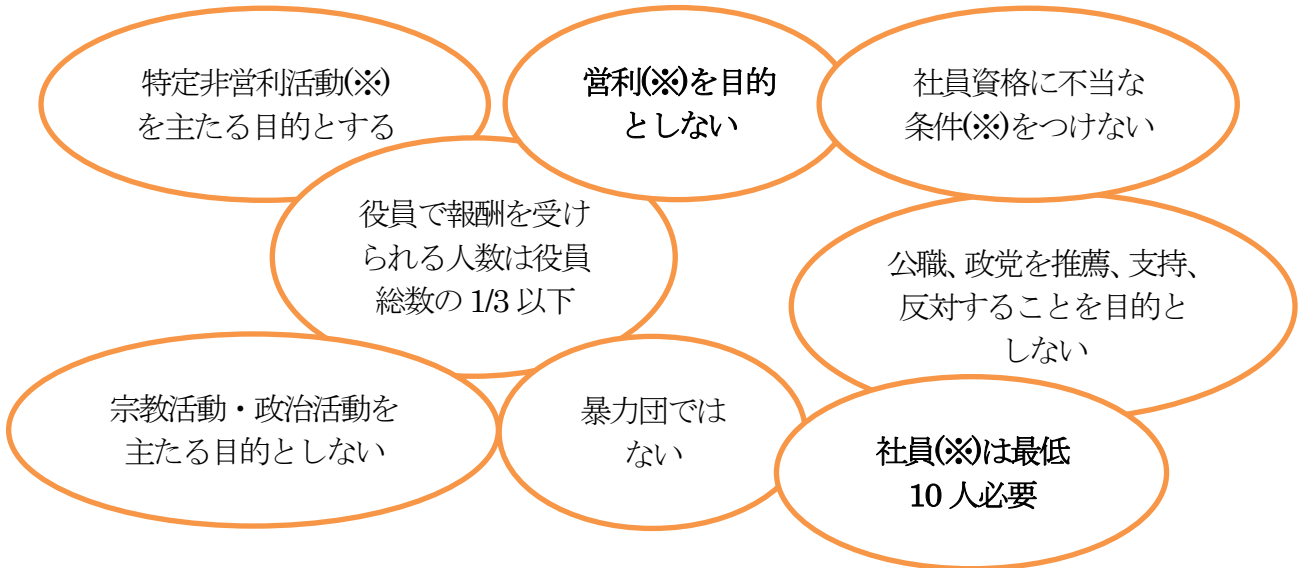 特定非営利活動(※)
を主たる目的とする
営利(※)を目的
としない
社員資格に不当な
条件(※)をつけない
役員で報酬を受け
られる人数は役員
総数の 1/3 以下
公職、政党を推薦、支持、
反対することを目的と
しない
宗教活動・政治活動を
主たる目的としない
暴力団では
ない
社員(※)は最低
10 人必要